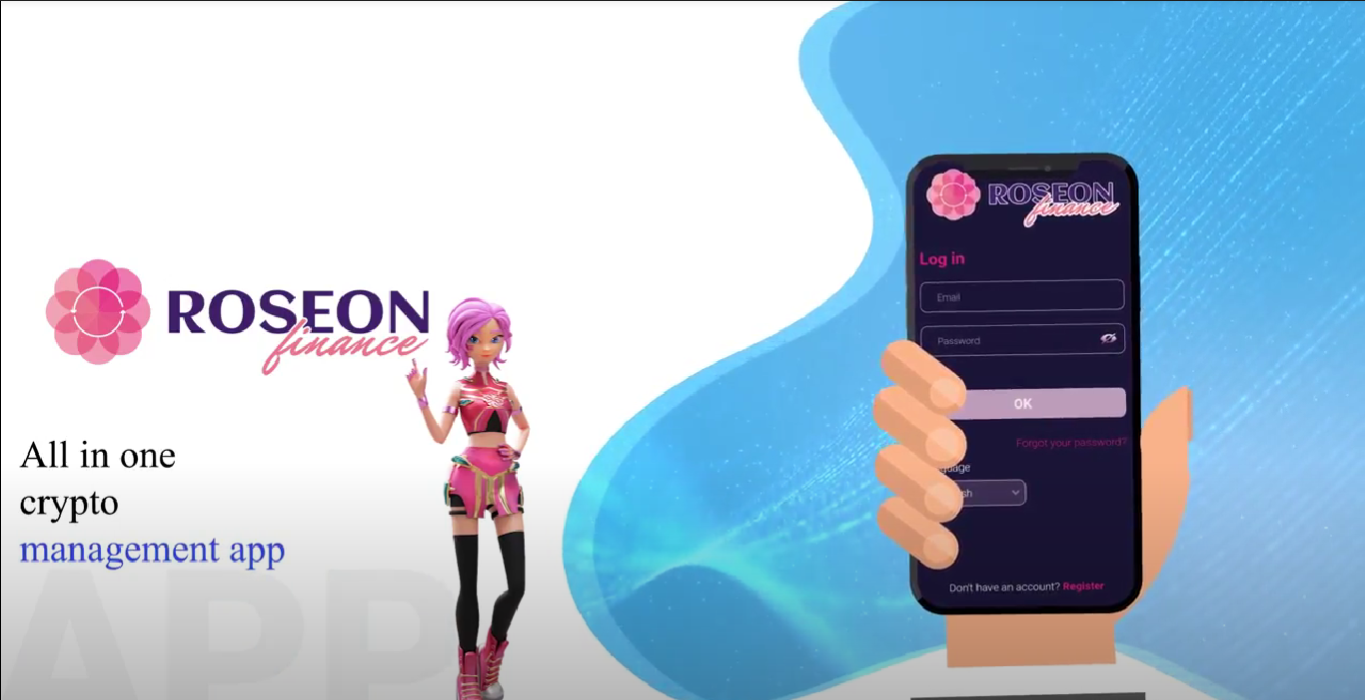 ROSEON
finance
All in one
crypto
management app
APP
ROSEON
finance
Log in
Email
Password
OK
Forgot your password?
Don't have an account? Register